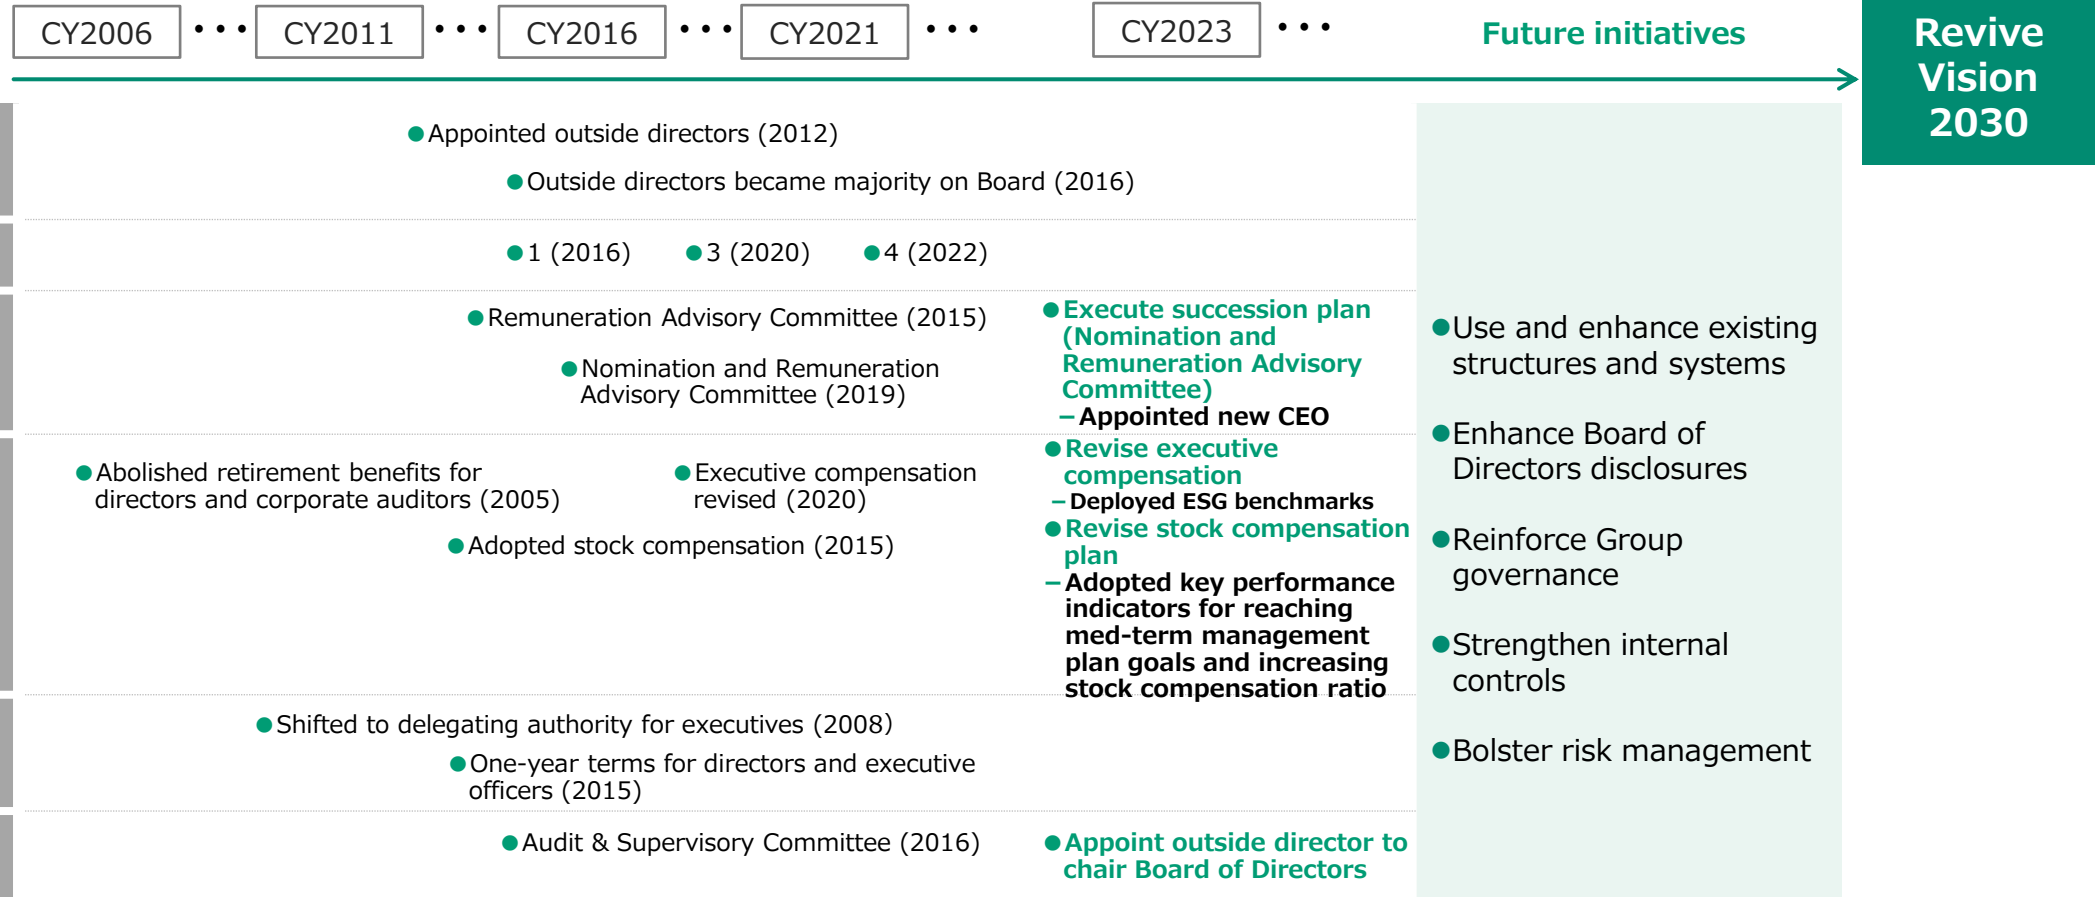 CY2006 ••• CY2011 ••• CY2016 ••• CY2021 ••• CY2023 ••• Future initiatives
Revive
Vision
2030
●Appointed outside directors (2012)
●Outside directors became majority on Board (2016)
●1 (2016) ●3 (2020) ●4 (2022)
●Remuneration Advisory Committee (2015)
●Nomination and Remuneration
Advisory Committee (2019)
●Execute succession plan
(Nomination and
Remuneration Advisory
Committee)
–Appointed new CEO
●Abolished retirement benefits for
directors and corporate auditors (2005)
●Executive compensation
revised (2020)
●Adopted stock compensation (2015)
●Revise executive
compensation
–Deployed ESG benchmarks
●Revise stock compensation
plan
–Adopted key performance
indicators for reaching
med-term management
plan goals and increasing
stock compensation ratio
●Shifted to delegating authority for executives (2008)
●One-year terms for directors and executive
officers (2015)
●Audit & Supervisory Committee (2016)
●Appoint outside director to
chair Board of Directors
●Use and enhance existing
structures and systems
●Enhance Board of
Directors disclosures
●Reinforce Group
governance
●Strengthen internal
controls
●Bolster risk management